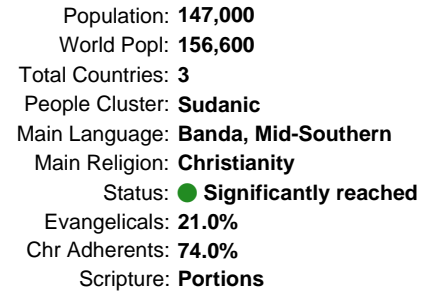 Population: 147,000
World Popl: 156,600
Total Countries: 3
People Cluster: Sudanic
Main Language: Banda, Mid-Southern
Main Religion: Christianity
Status: Significantly reached
Evangelicals: 21.0%
Chr Adherents: 74.0%
Scripture: Portions